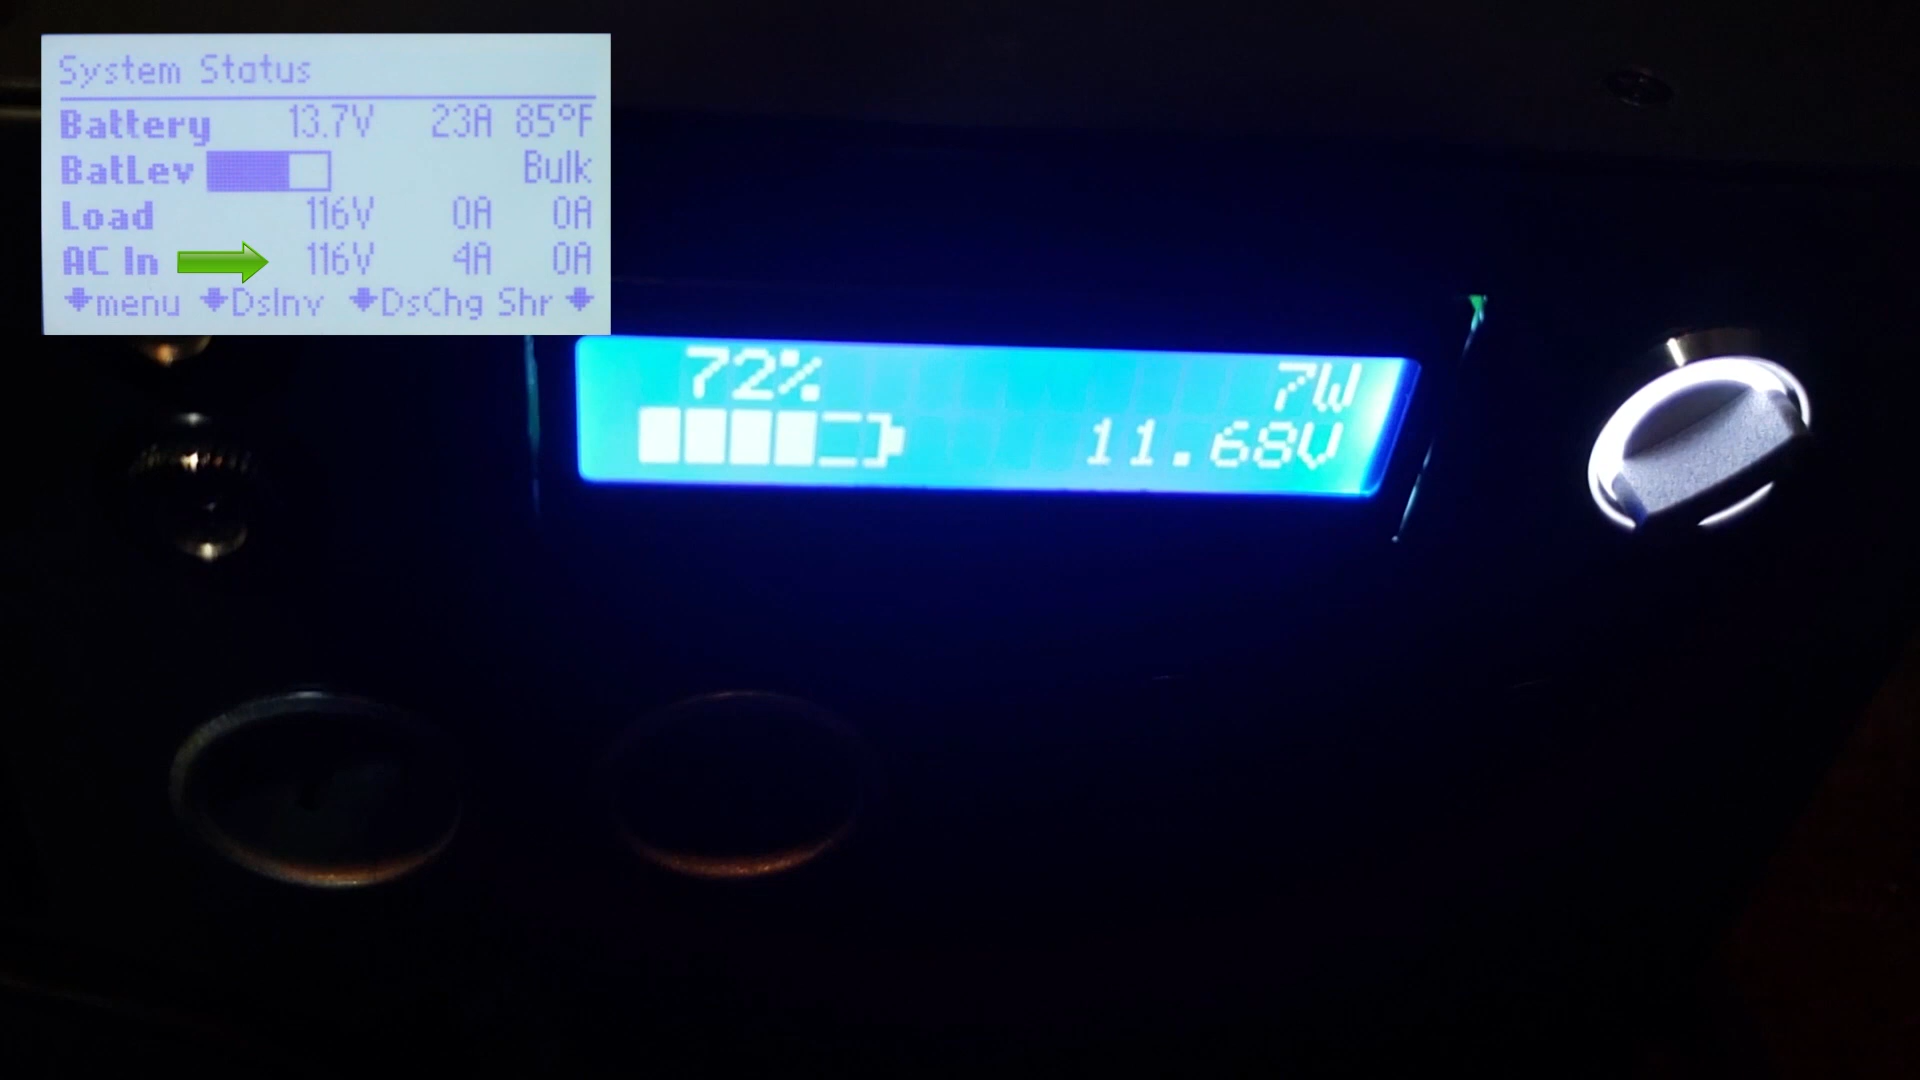 System Status
Battery 13.7V 23A 85°F
BatLev Bulk
Load 116V 0A 0A
AC In 116V 4A 0A
menu DsInv DsChg Shr
72% 7W
11.68V